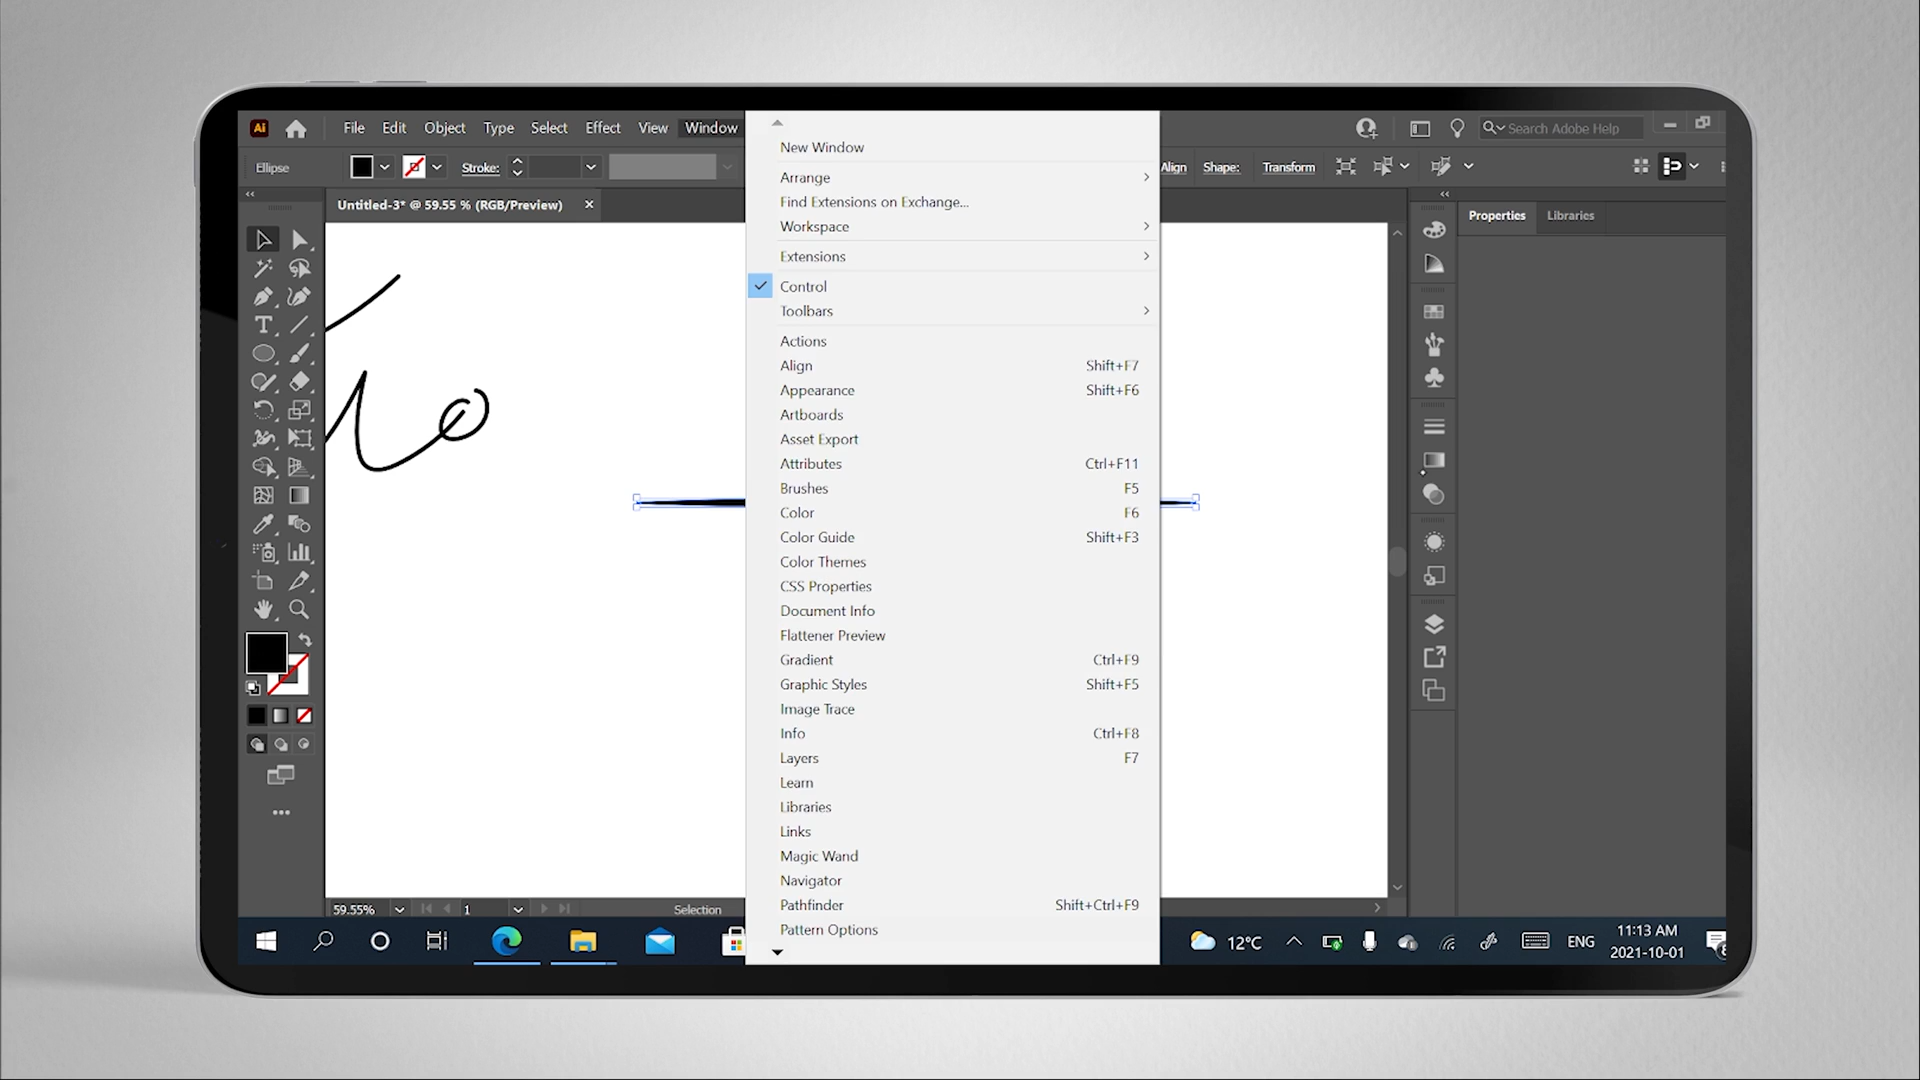 Ai File Edit Object Type Select Effect View Window Search Adobe Help
Ellipse Stroke: Align Shape: Transform
Untitled-3* @ 59.55 % (RGB/Preview) ×
Properties Libraries
New Window
Arrange
Find Extensions on Exchange...
Workspace
Extensions
Control
Toolbars
Actions
Align Shift+F7
Appearance Shift+F6
Artboards
Asset Export
Attributes Ctrl+F11
Brushes F5
Color F6
Color Guide Shift+F3
Color Themes
CSS Properties
Document Info
Flattener Preview
Gradient Ctrl+F9
Graphic Styles Shift+F5
Image Trace
Info Ctrl+F8
Layers F7
Learn
Libraries
Links
Magic Wand
Navigator
Pathfinder Shift+Ctrl+F9
Pattern Options
59.55% 1 Selection
12°C ENG 11:13 AM
2021-10-01